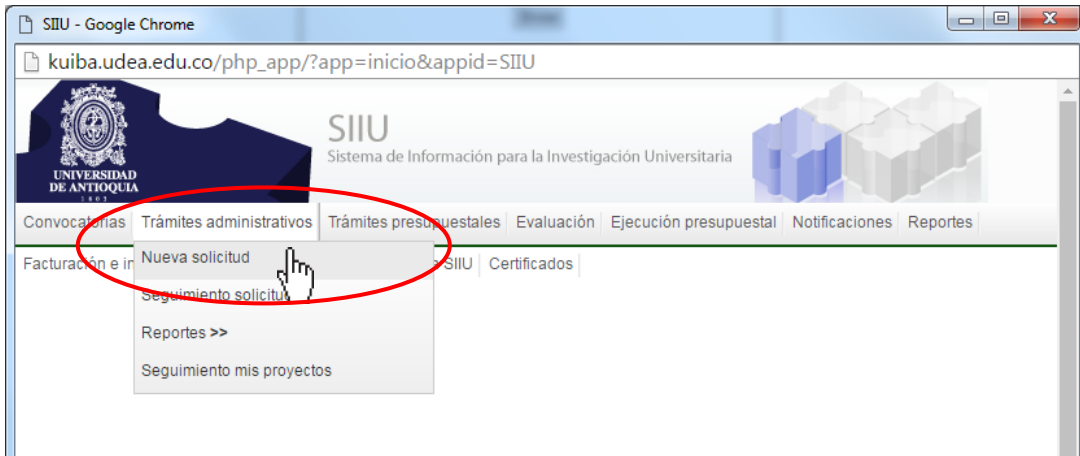 SIIU - Google Chrome
kuiba.udea.edu.co/php_app/?app=inicio&appid=SIIU
UNIVERSIDAD
DE ANTIOQUIA
1803
SIIU
Sistema de Información para la Investigación Universitaria
Convocatorias Trámites administrativos Trámites presupuestales Evaluación Ejecución presupuestal Notificaciones Reportes
Facturación e in SIIU Certificados
Nueva solicitud
Seguimiento solicitud
Reportes >>
Seguimiento mis proyectos